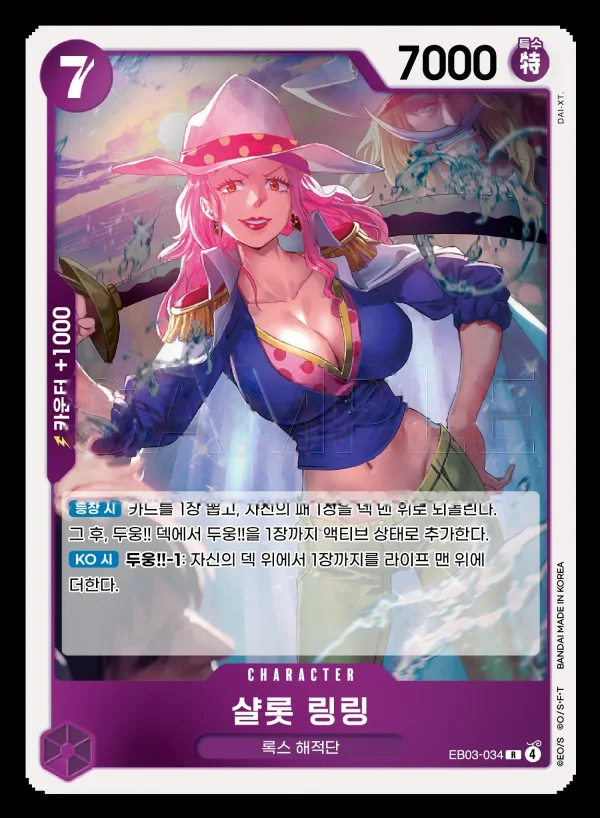 7
7000
특수
特
DAI-XT.
카운터 +1000
SAMPLE
등장 시 카드를 1장 뽑고, 자신의 패 1장을 덱 맨 위로 되돌린다.
그 후, 두웅!! 덱에서 두웅!!을 1장까지 액티브 상태로 추가한다.
KO 시 두웅!!-1: 자신의 덱 위에서 1장까지를 라이프 맨 위에
더한다.
CHARACTER
샬롯 링링
록스 해적단
EB03-034 R 4
©EO/S ©O/S·F·T BANDAI MADE IN KOREA